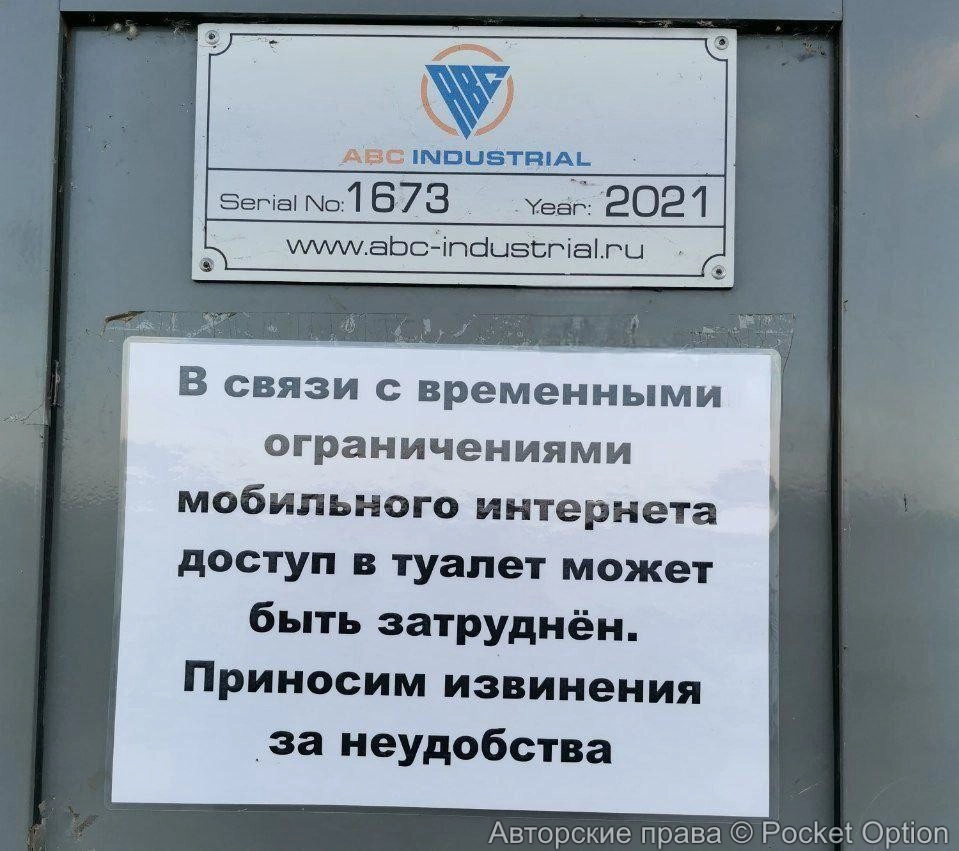 ABC
ABC INDUSTRIAL
Serial No: 1673 Year: 2021
www.abc-industrial.ru
В связи с временными
ограничениями
мобильного интернета
доступ в туалет может
быть затруднён.
Приносим извинения
за неудобства
Авторские права © Pocket Option